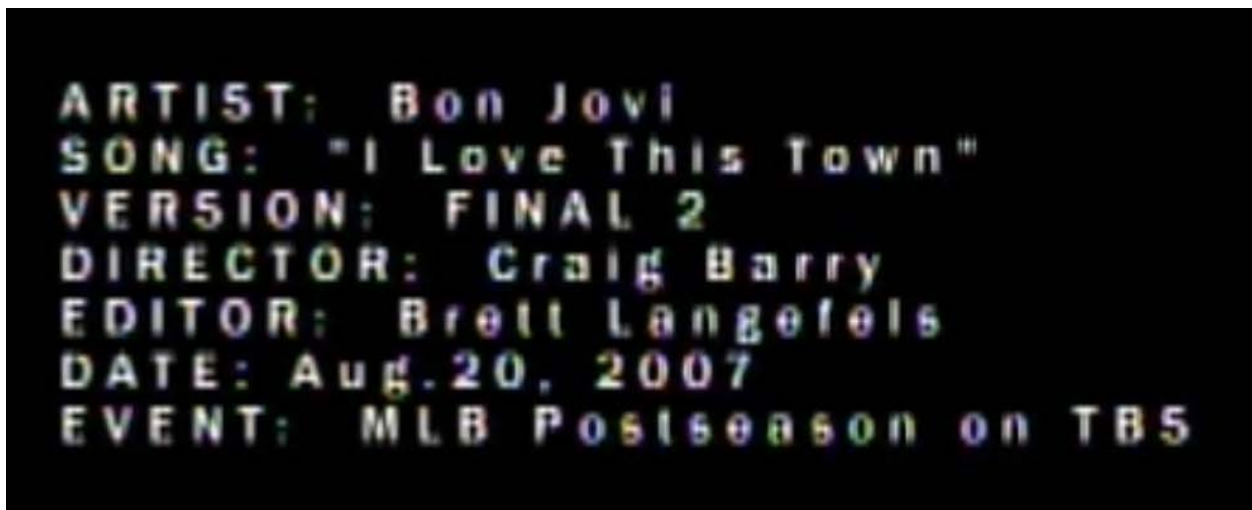 ARTIST: Bon Jovi
SONG: "I Love This Town"
VERSION: FINAL 2
DIRECTOR: Craig Barry
EDITOR: Brett Langefels
DATE: Aug.20, 2007
EVENT: MLB Postseason on TBS